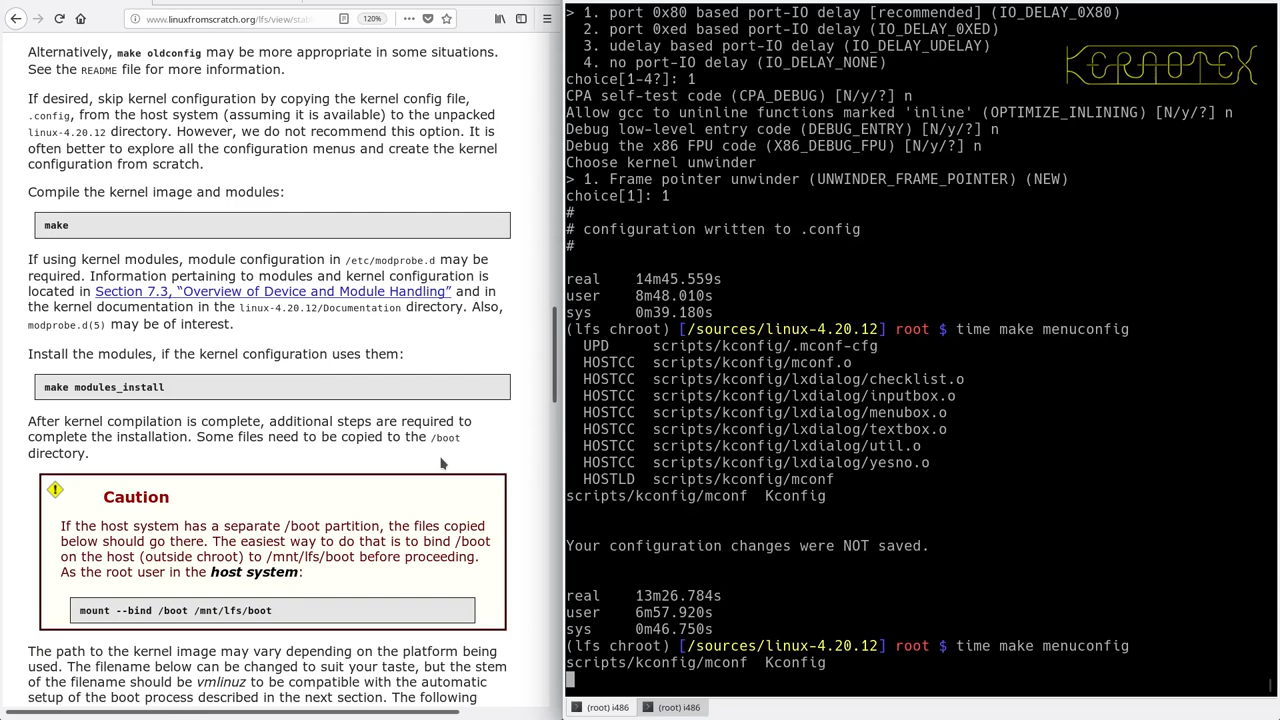 www.linuxfromscratch.org/lfs/view/stab
120%
Alternatively, make oldconfig may be more appropriate in some situations.
See the README file for more information.
If desired, skip kernel configuration by copying the kernel config file,
.config, from the host system (assuming it is available) to the unpacked
linux-4.20.12 directory. However, we do not recommend this option. It is
often better to explore all the configuration menus and create the kernel
configuration from scratch.
Compile the kernel image and modules:
make
If using kernel modules, module configuration in /etc/modprobe.d may be
required. Information pertaining to modules and kernel configuration is
located in Section 7.3, “Overview of Device and Module Handling” and in
the kernel documentation in the linux-4.20.12/Documentation directory. Also,
modprobe.d(5) may be of interest.
Install the modules, if the kernel configuration uses them:
make modules_install
After kernel compilation is complete, additional steps are required to
complete the installation. Some files need to be copied to the /boot
directory.
Caution
If the host system has a separate /boot partition, the files copied
below should go there. The easiest way to do that is to bind /boot
on the host (outside chroot) to /mnt/lfs/boot before proceeding.
As the root user in the host system:
mount --bind /boot /mnt/lfs/boot
The path to the kernel image may vary depending on the platform being
used. The filename below can be changed to suit your taste, but the stem
of the filename should be vmlinuz to be compatible with the automatic
setup of the boot process described in the next section. The following
> 1. port 0x80 based port-IO delay [recommended] (IO_DELAY_0X80)
2. port 0xed based port-IO delay (IO_DELAY_0XED)
3. udelay based port-IO delay (IO_DELAY_UDELAY)
4. no port-IO delay (IO_DELAY_NONE)
choice[1-4?]: 1
CPA self-test code (CPA_DEBUG) [N/y/?] n
Allow gcc to uninline functions marked 'inline' (OPTIMIZE_INLINING) [N/y/?] n
Debug low-level entry code (DEBUG_ENTRY) [N/y/?] n
Debug the x86 FPU code (X86_DEBUG_FPU) [N/y/?] n
Choose kernel unwinder
> 1. Frame pointer unwinder (UNWINDER_FRAME_POINTER) (NEW)
choice[1]: 1
#
# configuration written to .config
#
real 14m45.559s
user 8m48.010s
sys 0m39.180s
(lfs chroot) [/sources/linux-4.20.12] root $ time make menuconfig
UPD scripts/kconfig/.mconf-cfg
HOSTCC scripts/kconfig/mconf.o
HOSTCC scripts/kconfig/lxdialog/checklist.o
HOSTCC scripts/kconfig/lxdialog/inputbox.o
HOSTCC scripts/kconfig/lxdialog/menubox.o
HOSTCC scripts/kconfig/lxdialog/textbox.o
HOSTCC scripts/kconfig/lxdialog/util.o
HOSTCC scripts/kconfig/lxdialog/yesno.o
HOSTLD scripts/kconfig/mconf
scripts/kconfig/mconf Kconfig
Your configuration changes were NOT saved.
real 13m26.784s
user 6m57.920s
sys 0m46.750s
(lfs chroot) [/sources/linux-4.20.12] root $ time make menuconfig
scripts/kconfig/mconf Kconfig
(root) i486
(root) i486